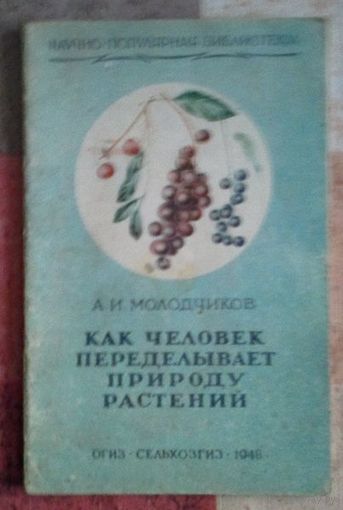 НАУЧНО-ПОПУЛЯРНАЯ БИБЛИОТЕКА
А.И. МОЛОДЧИКОВ
КАК ЧЕЛОВЕК
ПЕРЕДЕЛЫВАЕТ
ПРИРОДУ
РАСТЕНИЙ
ОГИЗ · СЕЛЬХОЗГИЗ · 1948